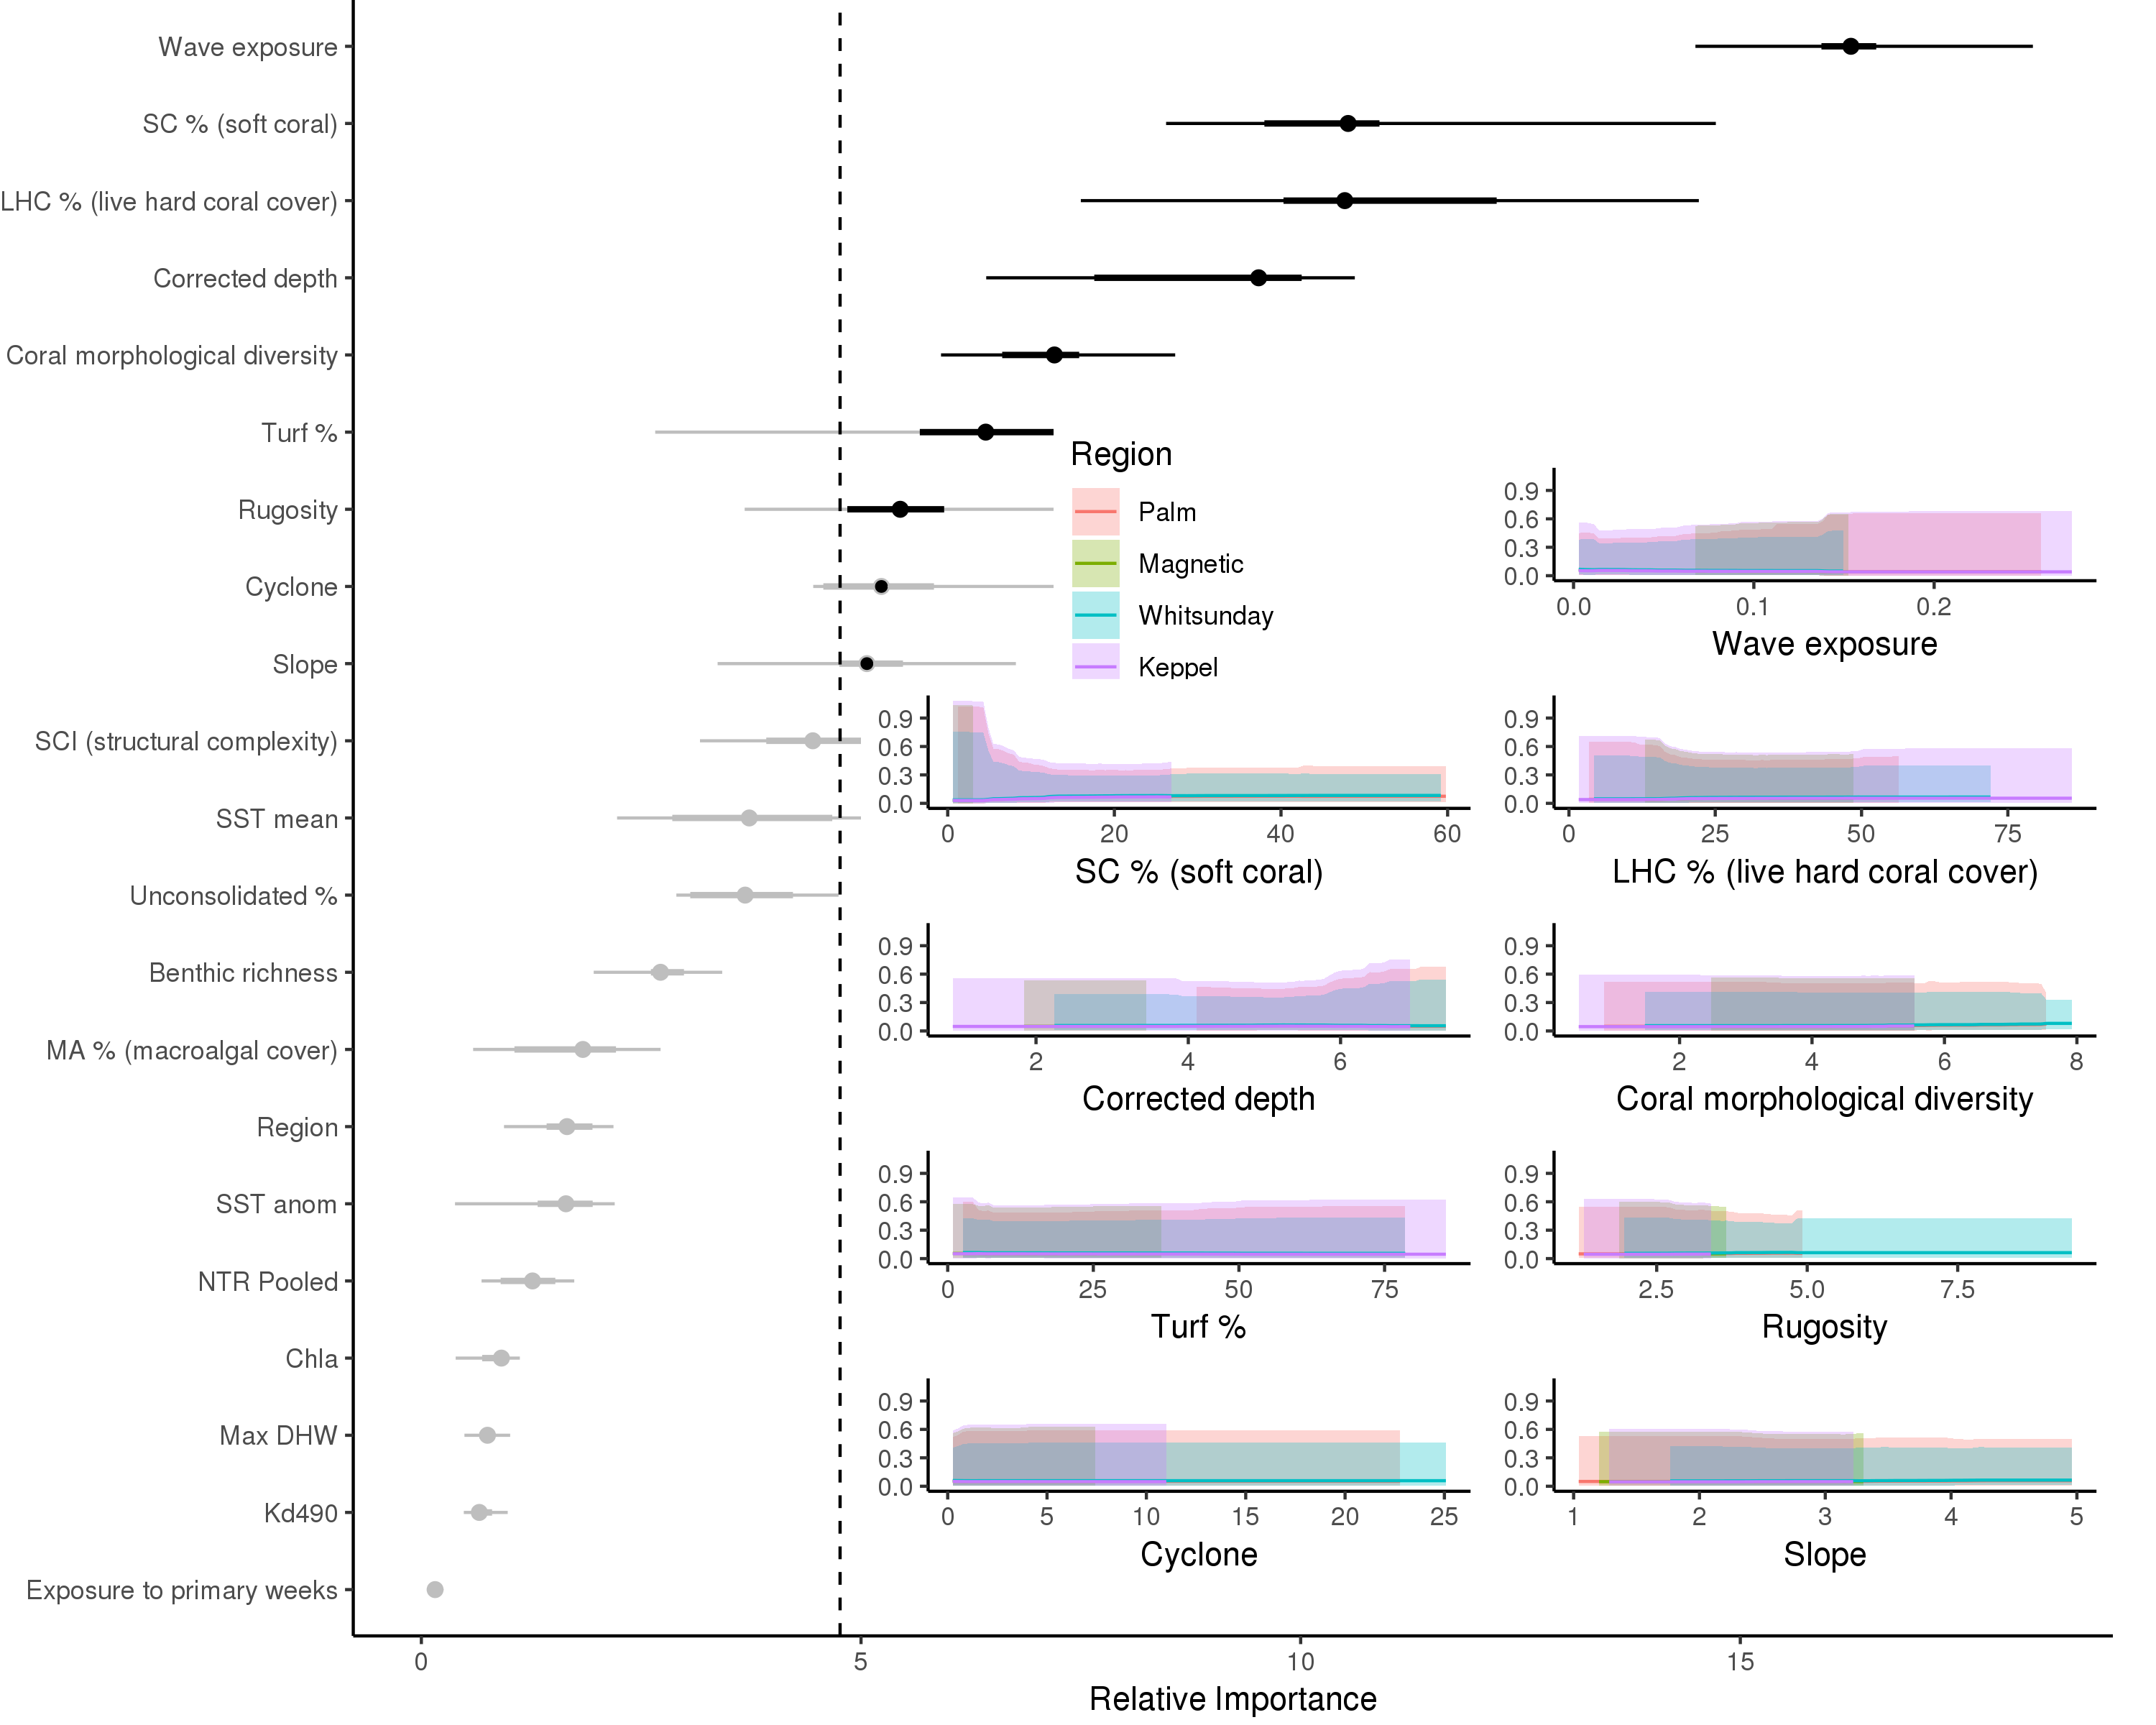 Wave exposure
SC % (soft coral)
LHC % (live hard coral cover)
Corrected depth
Coral morphological diversity
Turf %
Rugosity
Cyclone
Slope
SCI (structural complexity)
SST mean
Unconsolidated %
Benthic richness
MA % (macroalgal cover)
Region
SST anom
NTR Pooled
Chla
Max DHW
Kd490
Exposure to primary weeks
0 5 10 15
Relative Importance
Region
Palm
Magnetic
Whitsunday
Keppel
0.9
0.6
0.3
0.0
0.0 0.1 0.2
Wave exposure
0.9
0.6
0.3
0.0
0 20 40 60
SC % (soft coral)
0.9
0.6
0.3
0.0
0 25 50 75
LHC % (live hard coral cover)
0.9
0.6
0.3
0.0
2 4 6
Corrected depth
0.9
0.6
0.3
0.0
2 4 6 8
Coral morphological diversity
0.9
0.6
0.3
0.0
0 25 50 75
Turf %
0.9
0.6
0.3
0.0
2.5 5.0 7.5
Rugosity
0.9
0.6
0.3
0.0
0 5 10 15 20 25
Cyclone
0.9
0.6
0.3
0.0
1 2 3 4 5
Slope